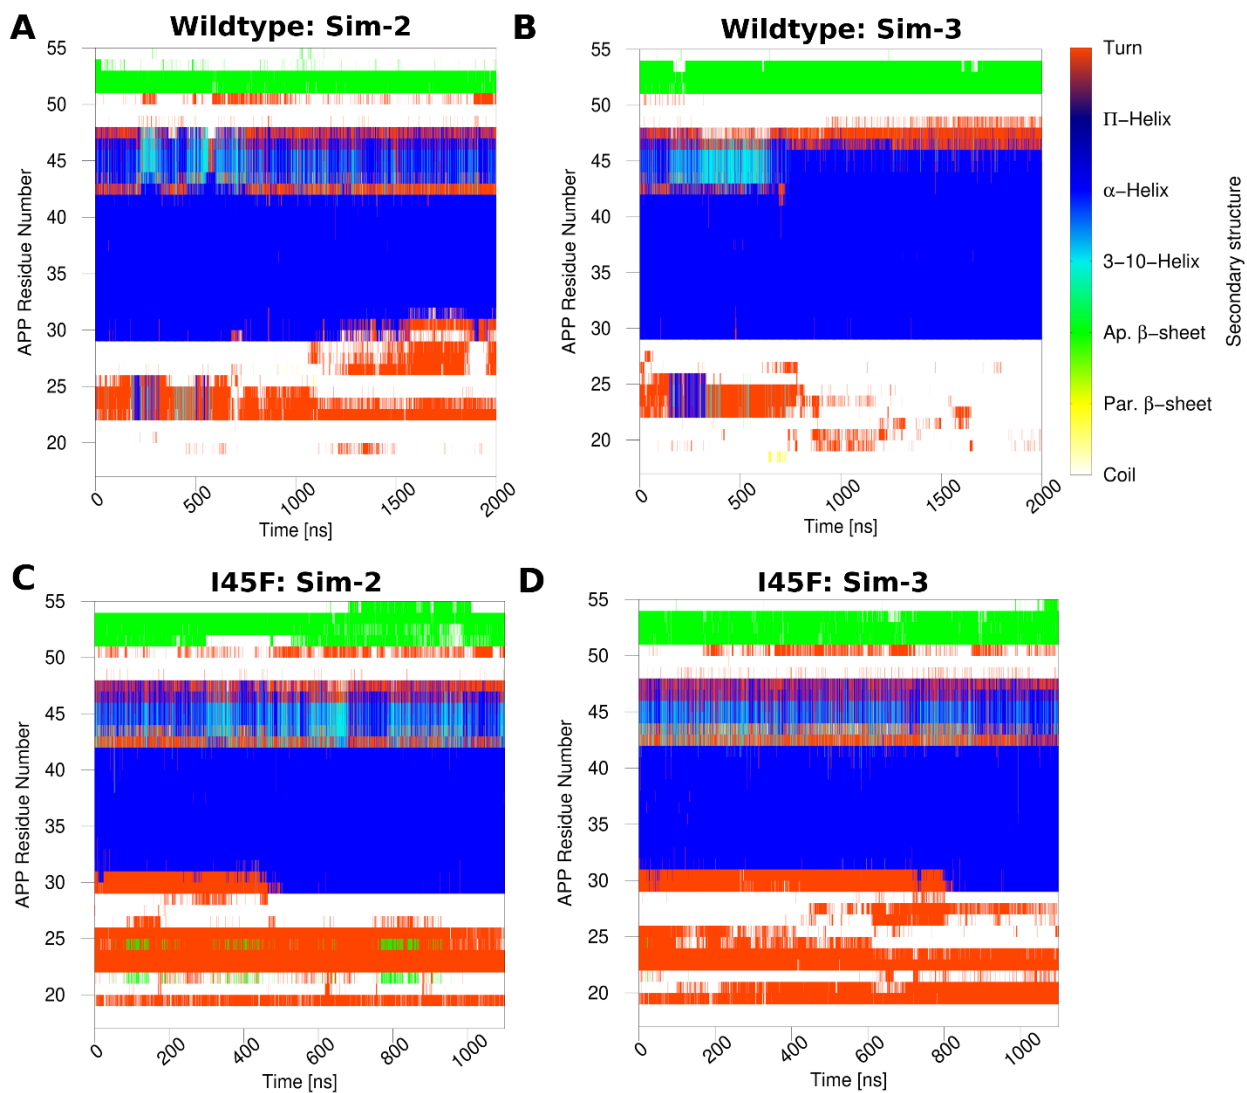 A Wildtype: Sim-2
55
50
45
40
35
30
25
20
APP Residue Number
0 500 1000 1500 2000
Time [ns]
B Wildtype: Sim-3
55
50
45
40
35
30
25
20
APP Residue Number
0 500 1000 1500 2000
Time [ns]
Turn
Π-Helix
α-Helix
3-10-Helix
Ap. β-sheet
Par. β-sheet
Coil
Secondary structure
C I45F: Sim-2
55
50
45
40
35
30
25
20
APP Residue Number
0 200 400 600 800 1000
Time [ns]
D I45F: Sim-3
55
50
45
40
35
30
25
20
APP Residue Number
0 200 400 600 800 1000
Time [ns]